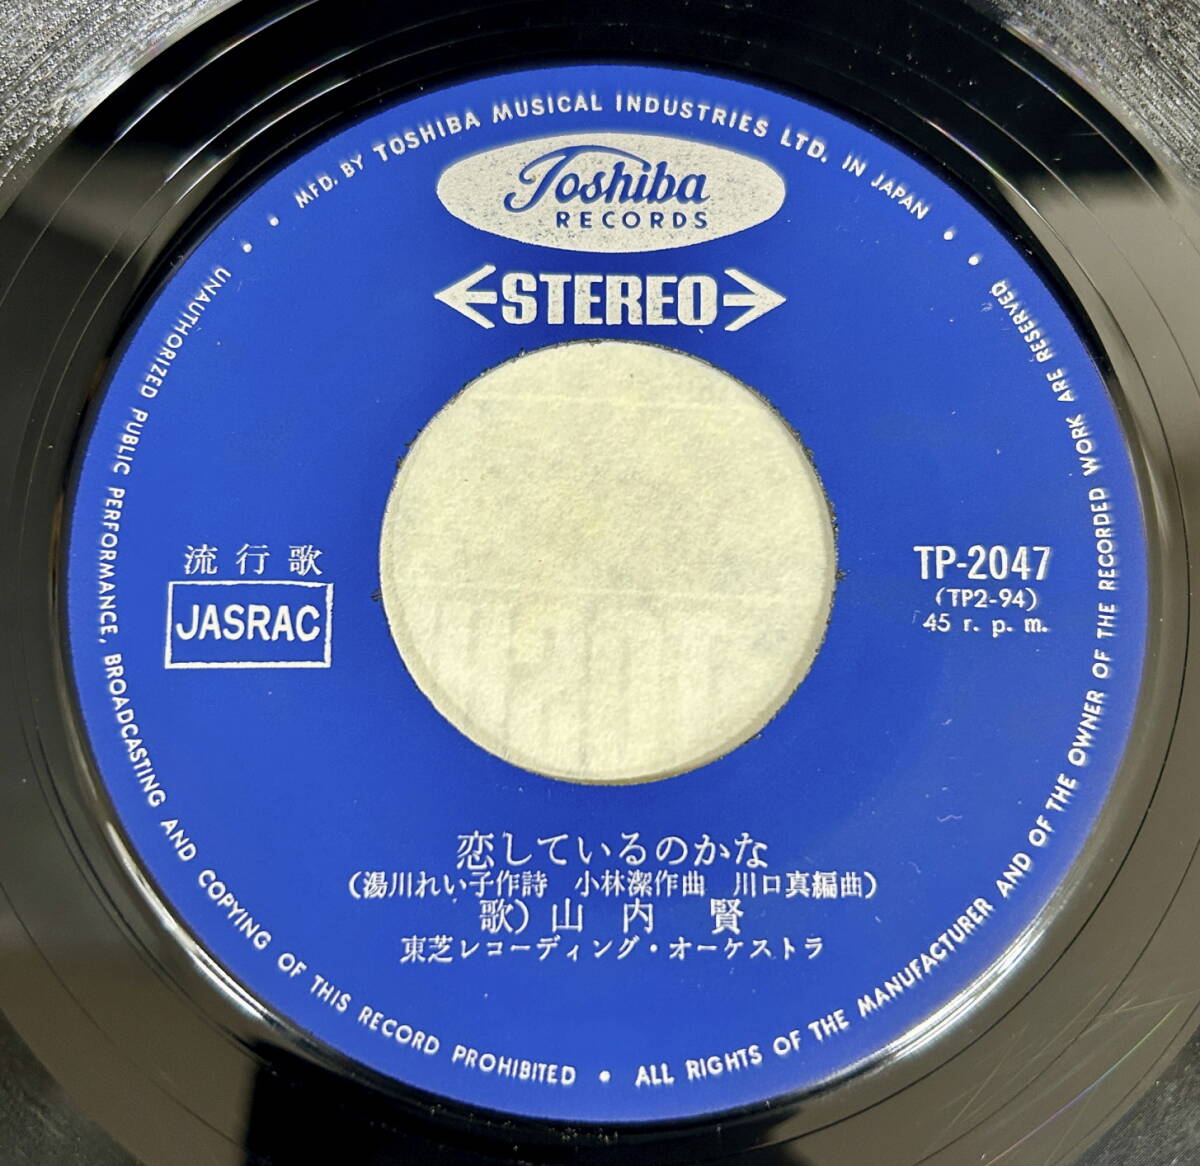 MFD. BY TOSHIBA MUSICAL INDUSTRIES LTD. IN JAPAN
Toshiba
RECORDS
STEREO
流行歌
JASRAC
TP-2047
(TP2-94)
45 r. p. m.
恋しているのかな
(湯川れい子作詩 小林潔作曲 川口真編曲)
歌) 山内 賢
東芝レコーディング・オーケストラ
ALL RIGHTS OF THE MANUFACTURER AND OF THE OWNER OF THE RECORDED WORK ARE RESERVED
UNAUTHORIZED PUBLIC PERFORMANCE, BROADCASTING AND COPYING OF THIS RECORD PROHIBITED